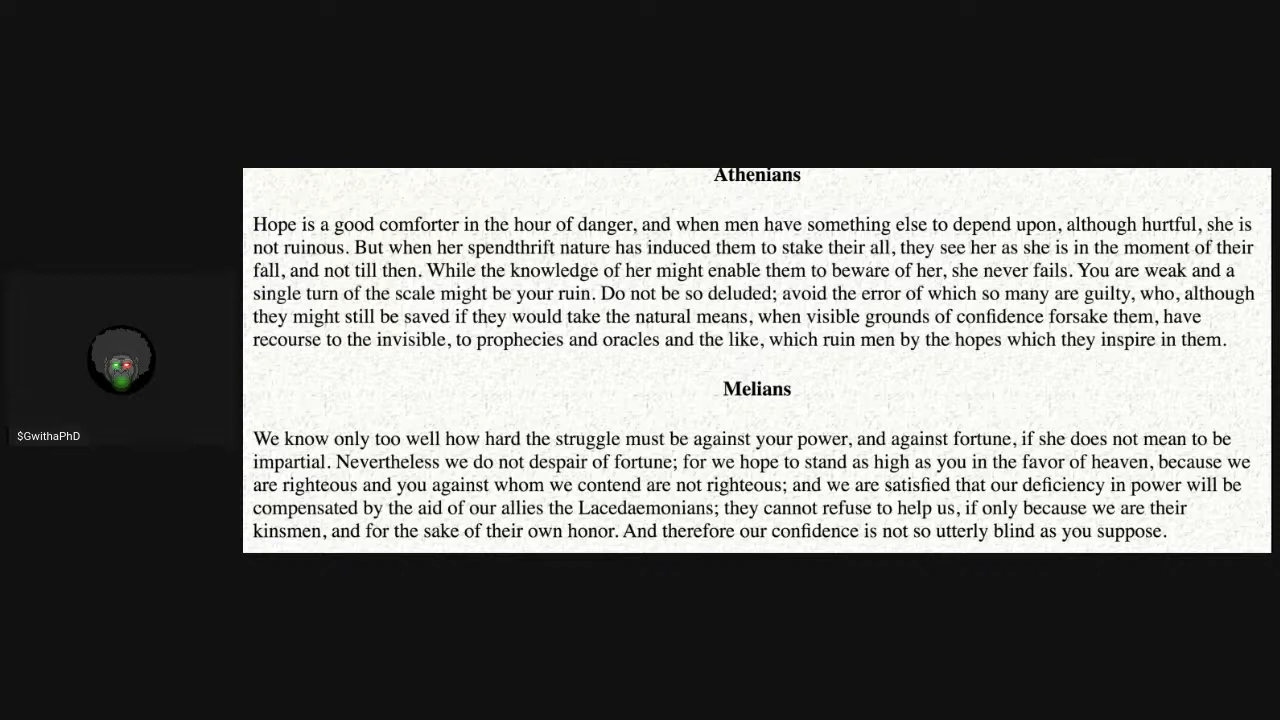 Athenians
Hope is a good comforter in the hour of danger, and when men have something else to depend upon, although hurtful, she is
not ruinous. But when her spendthrift nature has induced them to stake their all, they see her as she is in the moment of their
fall, and not till then. While the knowledge of her might enable them to beware of her, she never fails. You are weak and a
single turn of the scale might be your ruin. Do not be so deluded; avoid the error of which so many are guilty, who, although
they might still be saved if they would take the natural means, when visible grounds of confidence forsake them, have
recourse to the invisible, to prophecies and oracles and the like, which ruin men by the hopes which they inspire in them.
Melians
We know only too well how hard the struggle must be against your power, and against fortune, if she does not mean to be
impartial. Nevertheless we do not despair of fortune; for we hope to stand as high as you in the favor of heaven, because we
are righteous and you against whom we contend are not righteous; and we are satisfied that our deficiency in power will be
compensated by the aid of our allies the Lacedaemonians; they cannot refuse to help us, if only because we are their
kinsmen, and for the sake of their own honor. And therefore our confidence is not so utterly blind as you suppose.
$GwithaPhD